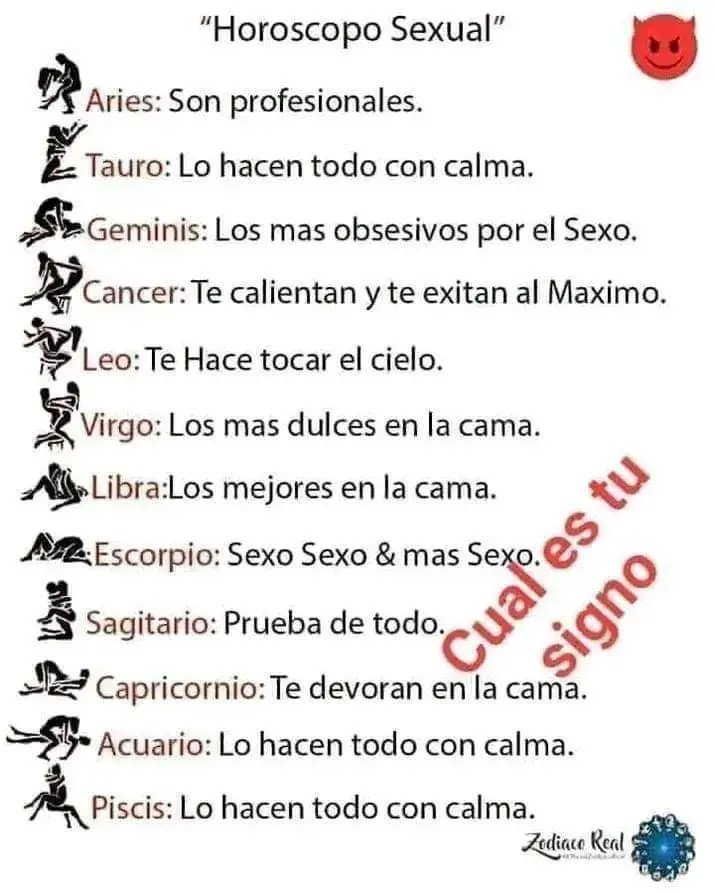 “Horoscopo Sexual”
Aries: Son profesionales.
Tauro: Lo hacen todo con calma.
Geminis: Los mas obsesivos por el Sexo.
Cancer: Te calientan y te exitan al Maximo.
Leo: Te Hace tocar el cielo.
Virgo: Los mas dulces en la cama.
Libra:Los mejores en la cama.
Escorpio: Sexo Sexo & mas Sexo.
Sagitario: Prueba de todo.
Capricornio: Te devoran en la cama.
Acuario: Lo hacen todo con calma.
Piscis: Lo hacen todo con calma.
Cual es tu
signo
Zodiaco Real